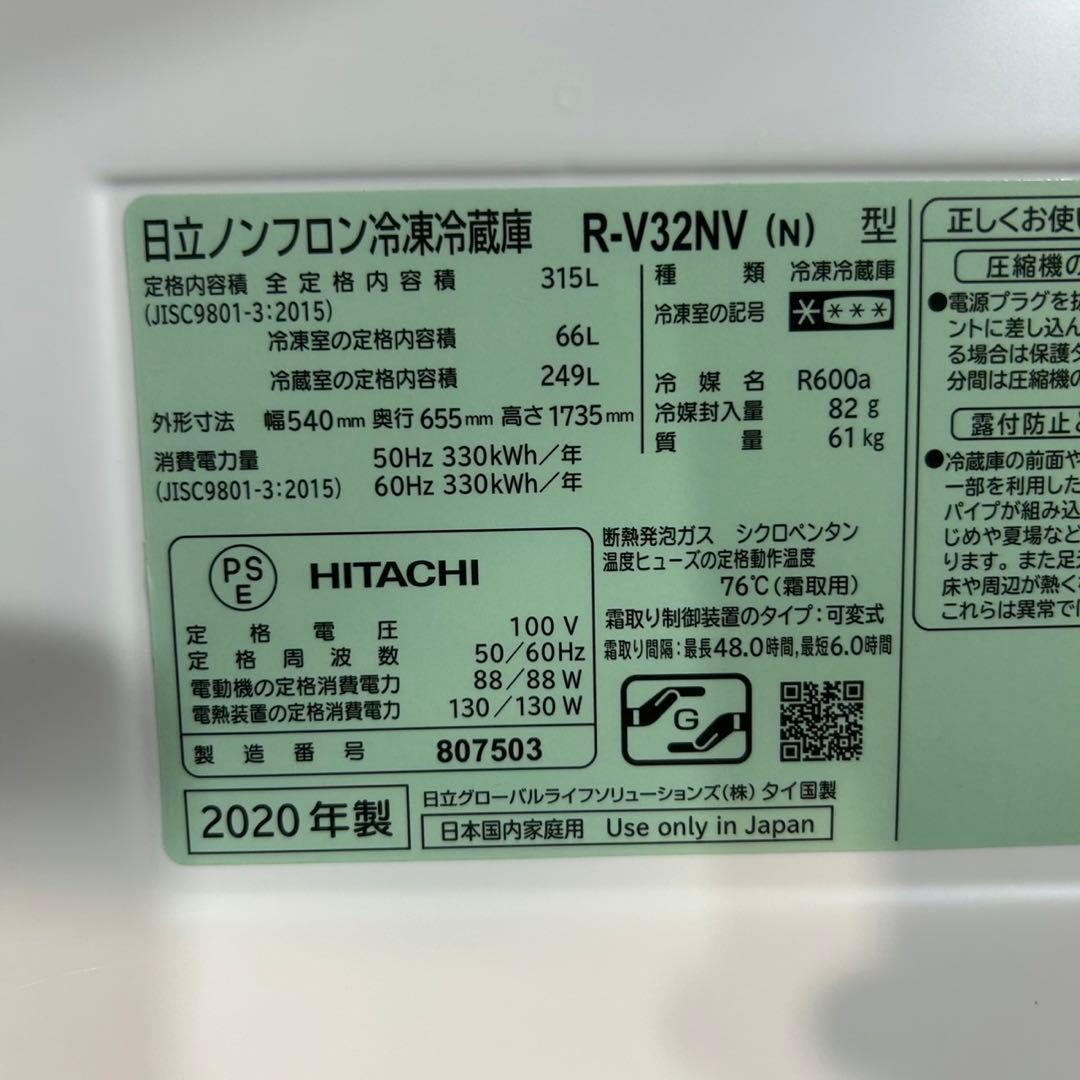 日立ノンフロン冷凍冷蔵庫 R-V32NV (N) 型
定格内容積 全定格内容積 315L
(JISC9801-3:2015)
冷凍室の定格内容積 66L
冷蔵室の定格内容積 249L
外形寸法 幅540mm 奥行655mm 高さ1735mm
消費電力量 50Hz 330kWh/年
(JISC9801-3:2015) 60Hz 330kWh/年
種類 冷凍冷蔵庫
冷凍室の記号 ****
冷媒名 R600a
冷媒封入量 82g
質量 61kg
PS
E
HITACHI
定格電圧 100V
定格周波数 50/60Hz
電動機の定格消費電力 88/88W
電熱装置の定格消費電力 130/130W
製造番号 807503
断熱発泡ガス シクロペンタン
温度ヒューズの定格動作温度
76℃(霜取用)
霜取り制御装置のタイプ:可変式
霜取り間隔:最長48.0時間,最短6.0時間
G
2020年製
日立グローバルライフソリューションズ(株) タイ国製
日本国内家庭用 Use only in Japan
正しくお使い
圧縮機の
●電源プラグを抜
ントに差し込ん
る場合は保護
分間は圧縮機の
露付防止
●冷蔵庫の前面や
一部を利用した
パイプが組み込
じめや夏場など
ります。また足元
床や周辺が熱く
これらは異常で